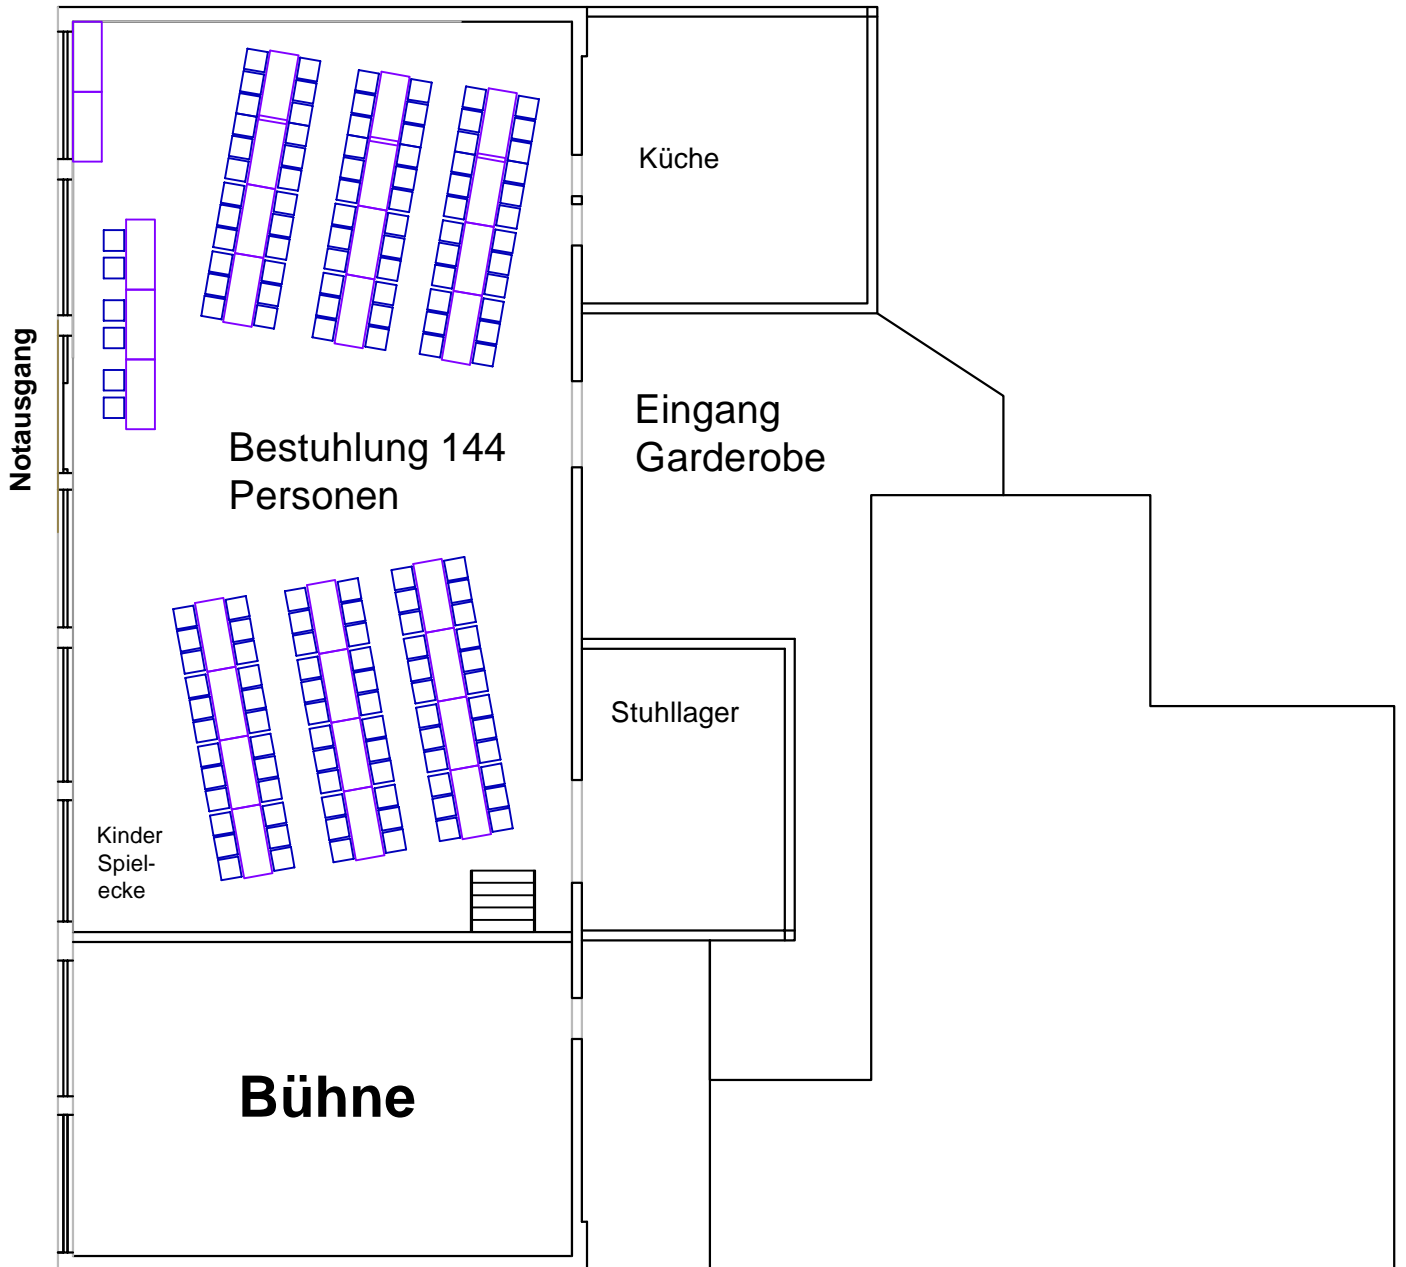 Küche
Notausgang
Eingang
Garderobe
Bestuhlung 144
Personen
Stuhllager
Kinder
Spiel-
ecke
Bühne